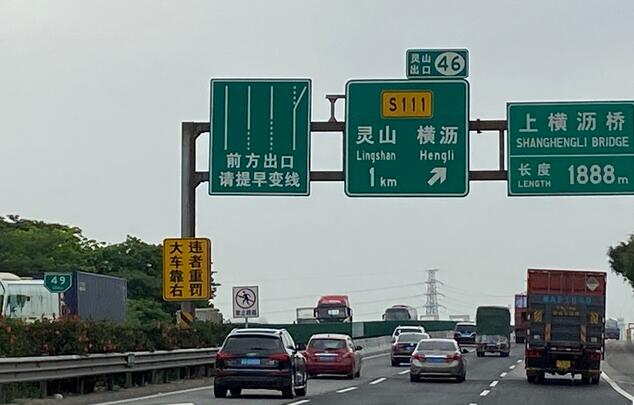 灵山
出口
46
前方出口
请提早变线
S111
灵山 横沥
Lingshan Hengli
1 km
上横沥桥
SHANGHENGLI BRIDGE
长度
LENGTH 1888 m
大车靠右
违者重罚
49